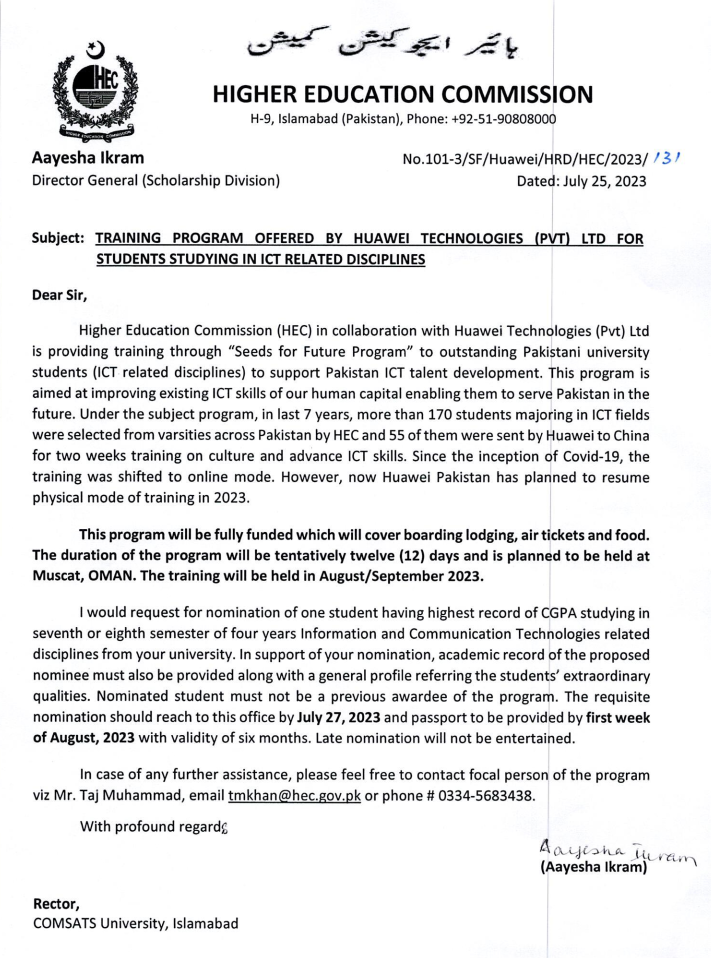 ہائیر ایجوکیشن کمیشن
HEC
HIGHER EDUCATION COMMISSION
HIGHER EDUCATION COMMISSION
H-9, Islamabad (Pakistan), Phone: +92-51-90808000
Aayesha Ikram No.101-3/SF/Huawei/HRD/HEC/2023/ 131
Director General (Scholarship Division) Dated: July 25, 2023
Subject: TRAINING PROGRAM OFFERED BY HUAWEI TECHNOLOGIES (PVT) LTD FOR
STUDENTS STUDYING IN ICT RELATED DISCIPLINES
Dear Sir,
Higher Education Commission (HEC) in collaboration with Huawei Technologies (Pvt) Ltd
is providing training through “Seeds for Future Program” to outstanding Pakistani university
students (ICT related disciplines) to support Pakistan ICT talent development. This program is
aimed at improving existing ICT skills of our human capital enabling them to serve Pakistan in the
future. Under the subject program, in last 7 years, more than 170 students majoring in ICT fields
were selected from varsities across Pakistan by HEC and 55 of them were sent by Huawei to China
for two weeks training on culture and advance ICT skills. Since the inception of Covid-19, the
training was shifted to online mode. However, now Huawei Pakistan has planned to resume
physical mode of training in 2023.
This program will be fully funded which will cover boarding lodging, air tickets and food.
The duration of the program will be tentatively twelve (12) days and is planned to be held at
Muscat, OMAN. The training will be held in August/September 2023.
I would request for nomination of one student having highest record of CGPA studying in
seventh or eighth semester of four years Information and Communication Technologies related
disciplines from your university. In support of your nomination, academic record of the proposed
nominee must also be provided along with a general profile referring the students’ extraordinary
qualities. Nominated student must not be a previous awardee of the program. The requisite
nomination should reach to this office by July 27, 2023 and passport to be provided by first week
of August, 2023 with validity of six months. Late nomination will not be entertained.
In case of any further assistance, please feel free to contact focal person of the program
viz Mr. Taj Muhammad, email tmkhan@hec.gov.pk or phone # 0334-5683438.
With profound regards
Aayesha Ikram
(Aayesha Ikram)
Rector,
COMSATS University, Islamabad